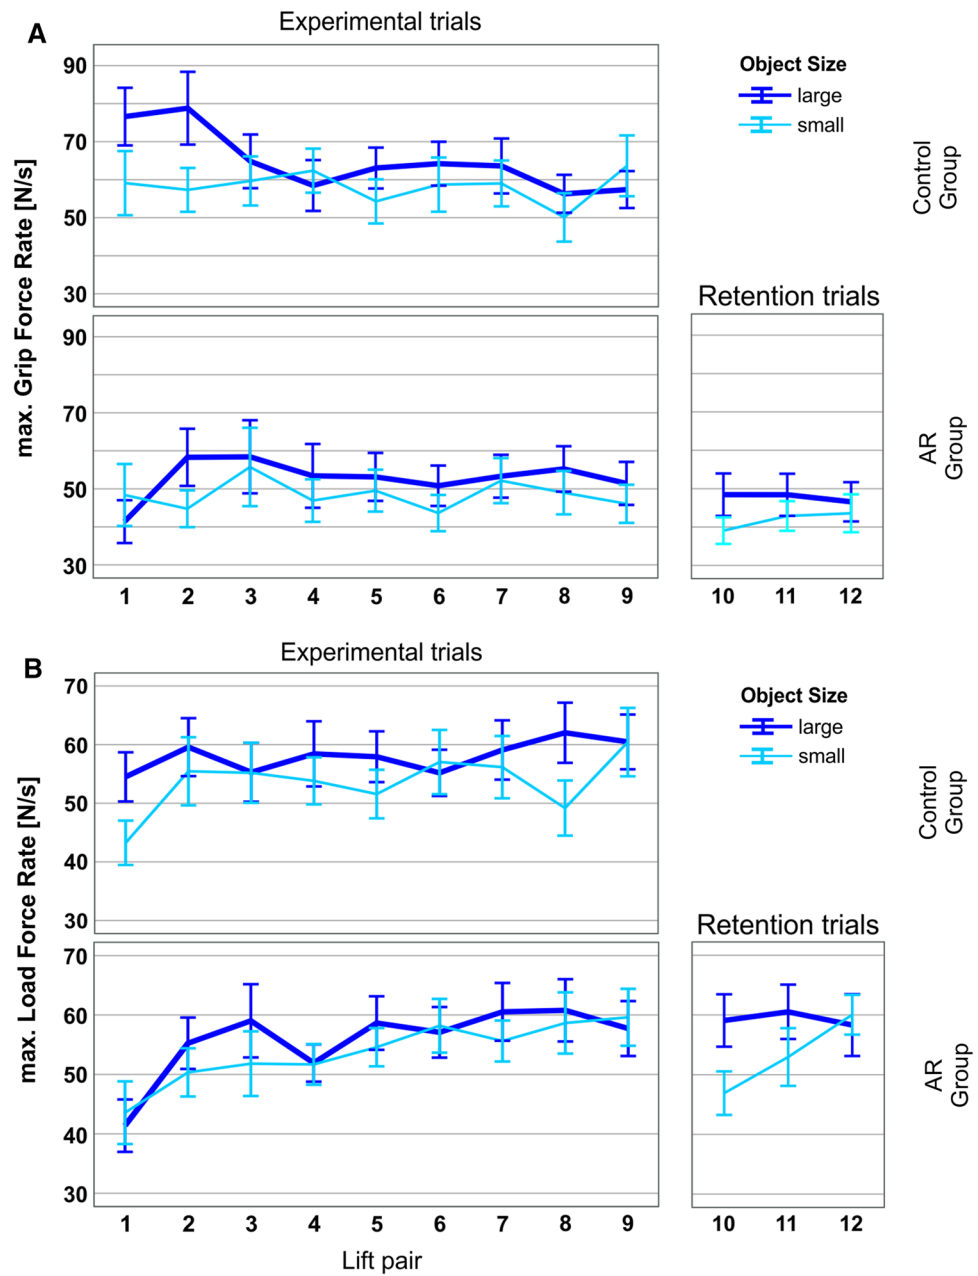 A
Experimental trials
max. Grip Force Rate [N/s]
90
70
50
30
Object Size
large
small
Control
Group
90
70
50
30
1 2 3 4 5 6 7 8 9
Retention trials
10 11 12
AR
Group
B
Experimental trials
max. Load Force Rate [N/s]
70
60
50
40
30
Object Size
large
small
Control
Group
70
60
50
40
30
1 2 3 4 5 6 7 8 9
Lift pair
Retention trials
10 11 12
AR
Group